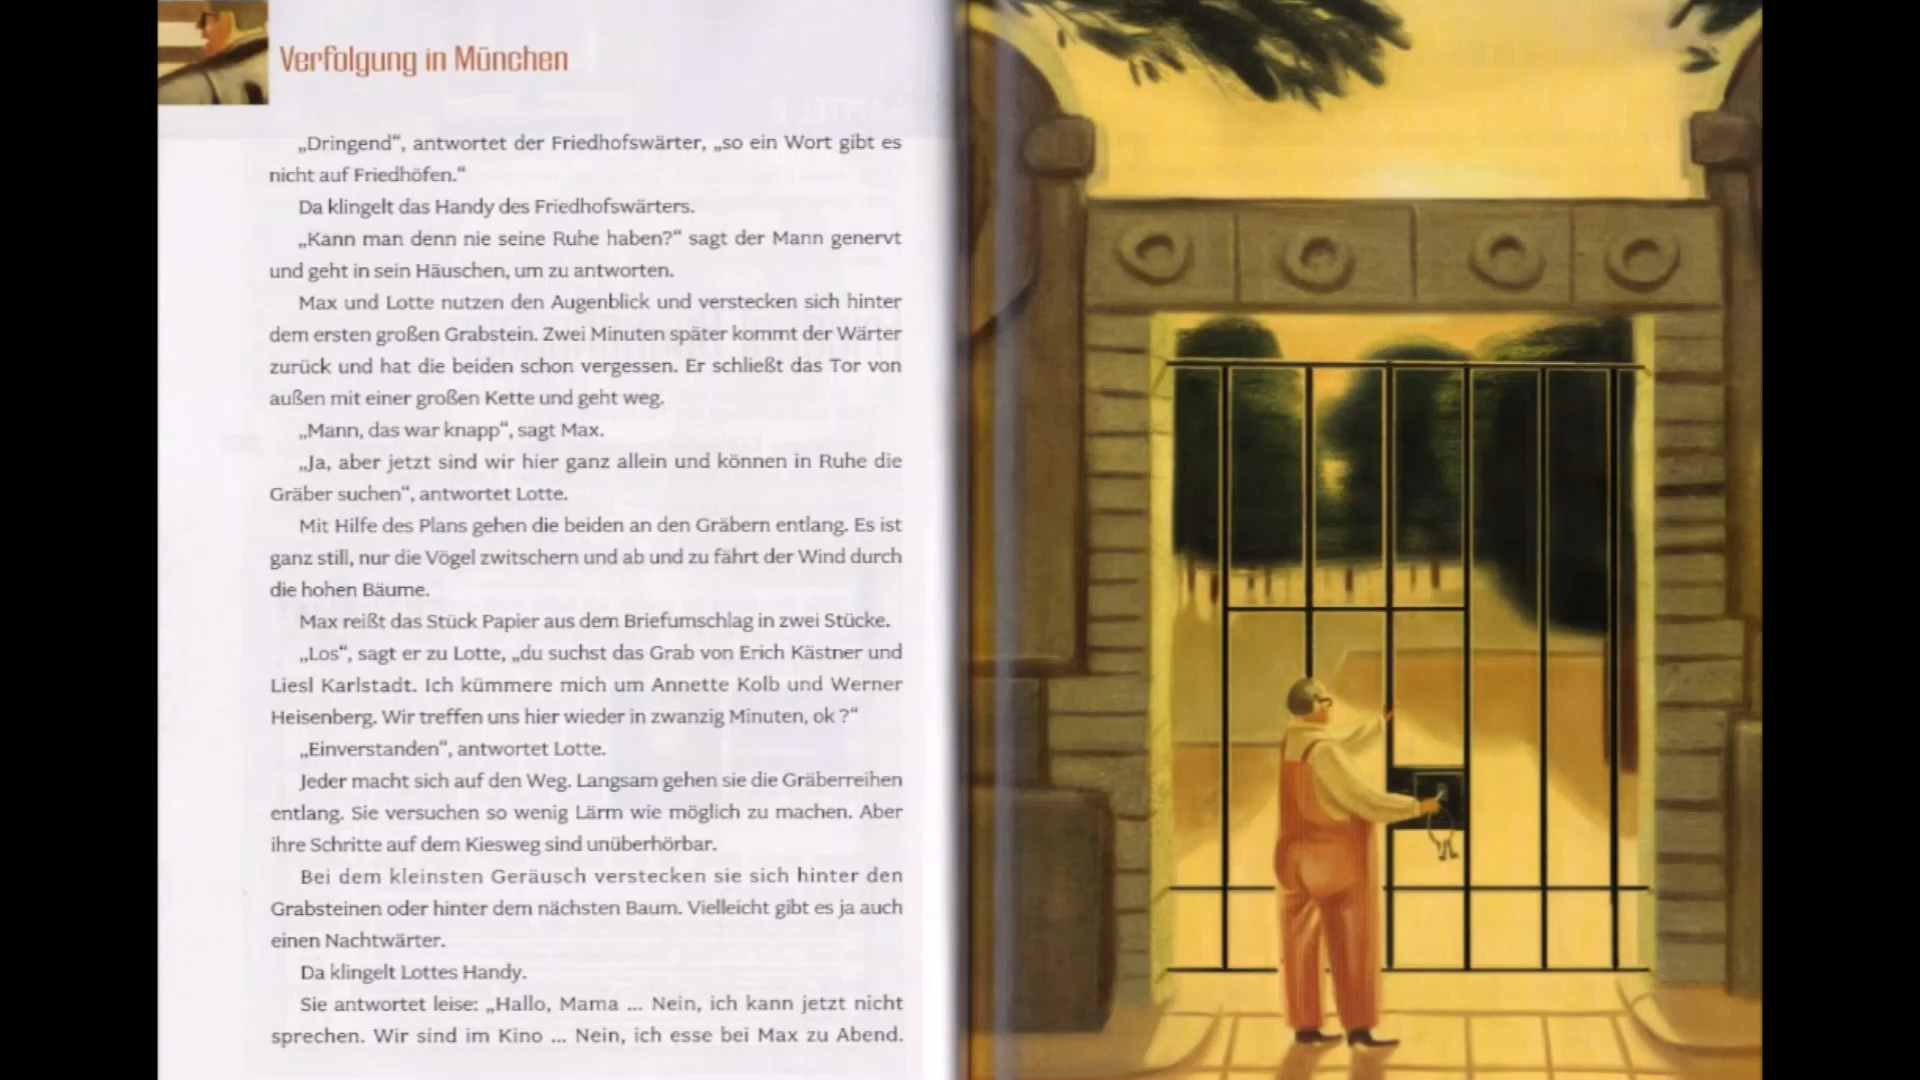 Verfolgung in München
„Dringend“, antwortet der Friedhofswärter, „so ein Wort gibt es
nicht auf Friedhöfen.“
Da klingelt das Handy des Friedhofswärters.
„Kann man denn nie seine Ruhe haben?“ sagt der Mann genervt
und geht in sein Häuschen, um zu antworten.
Max und Lotte nutzen den Augenblick und verstecken sich hinter
dem ersten großen Grabstein. Zwei Minuten später kommt der Wärter
zurück und hat die beiden schon vergessen. Er schließt das Tor von
außen mit einer großen Kette und geht weg.
„Mann, das war knapp“, sagt Max.
„Ja, aber jetzt sind wir hier ganz allein und können in Ruhe die
Gräber suchen“, antwortet Lotte.
Mit Hilfe des Plans gehen die beiden an den Gräbern entlang. Es ist
ganz still, nur die Vögel zwitschern und ab und zu fährt der Wind durch
die hohen Bäume.
Max reißt das Stück Papier aus dem Briefumschlag in zwei Stücke.
„Los“, sagt er zu Lotte, „du suchst das Grab von Erich Kästner und
Liesl Karlstadt. Ich kümmere mich um Annette Kolb und Werner
Heisenberg. Wir treffen uns hier wieder in zwanzig Minuten, ok ?“
„Einverstanden“, antwortet Lotte.
Jeder macht sich auf den Weg. Langsam gehen sie die Gräberreihen
entlang. Sie versuchen so wenig Lärm wie möglich zu machen. Aber
ihre Schritte auf dem Kiesweg sind unüberhörbar.
Bei dem kleinsten Geräusch verstecken sie sich hinter den
Grabsteinen oder hinter dem nächsten Baum. Vielleicht gibt es ja auch
einen Nachtwärter.
Da klingelt Lottes Handy.
Sie antwortet leise: „Hallo, Mama ... Nein, ich kann jetzt nicht
sprechen. Wir sind im Kino ... Nein, ich esse bei Max zu Abend.